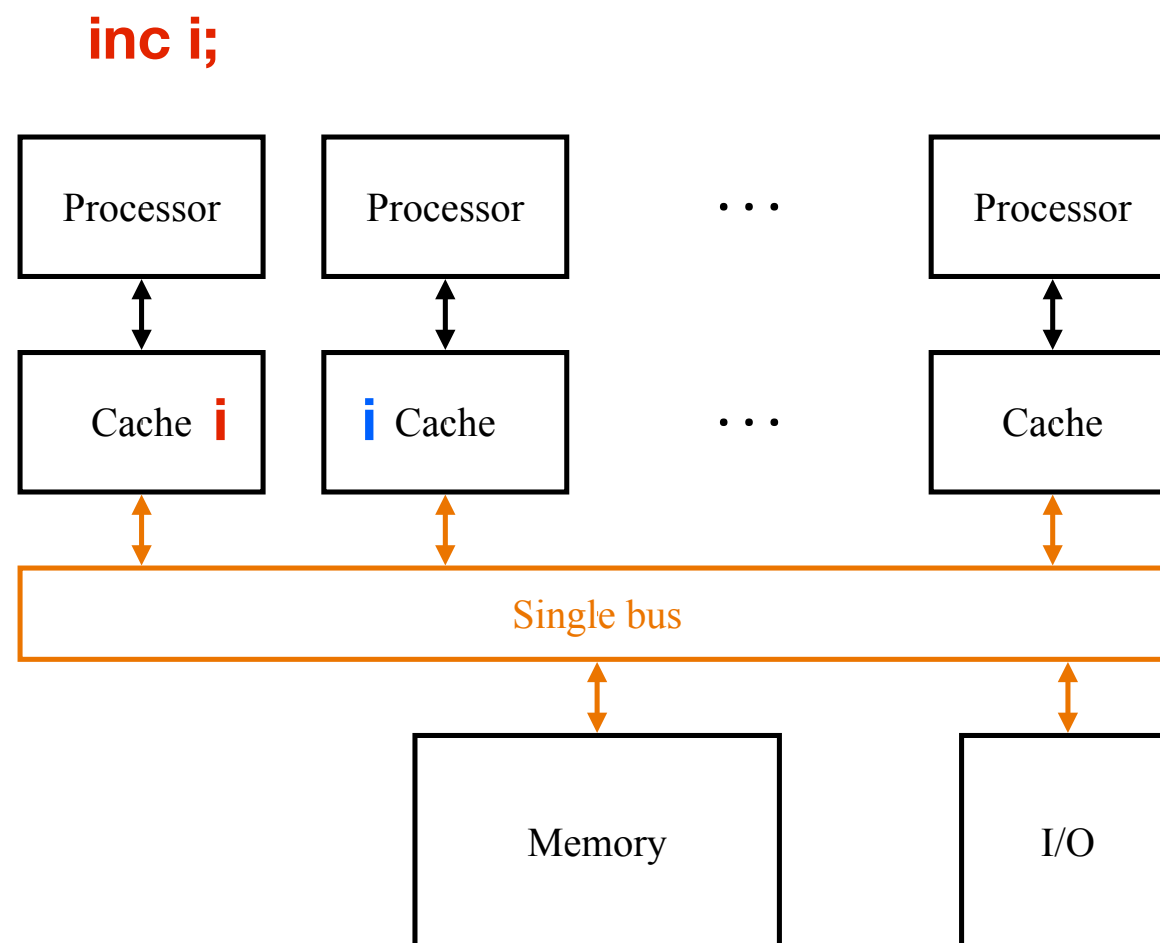 inc i;
Processor Processor . . . Processor
Cache i i Cache . . . Cache
Single bus
Memory I/O